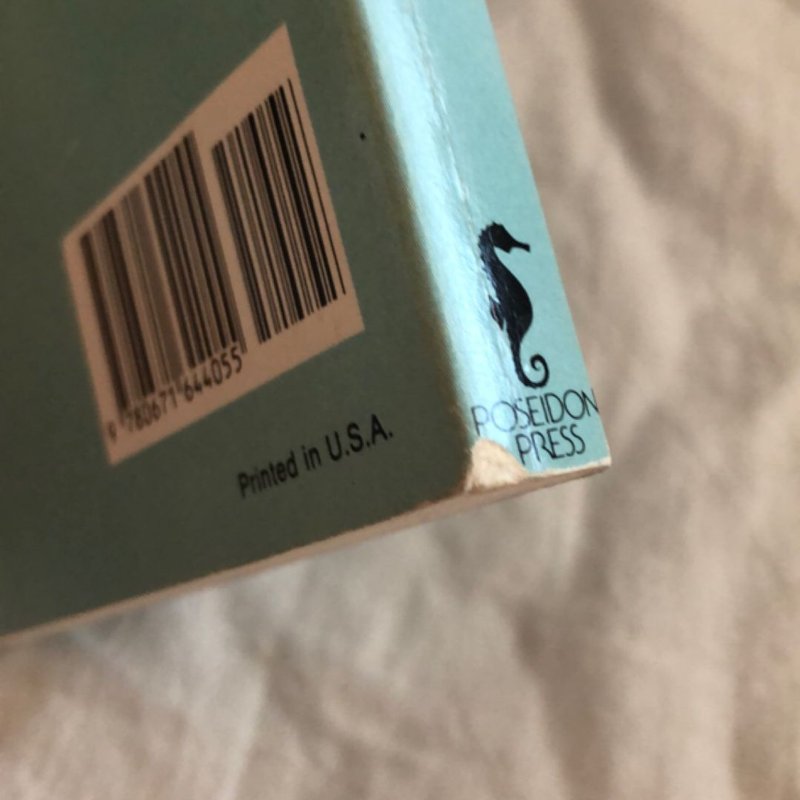 9 780671 644055
Printed in U.S.A.
POSEIDON
PRESS